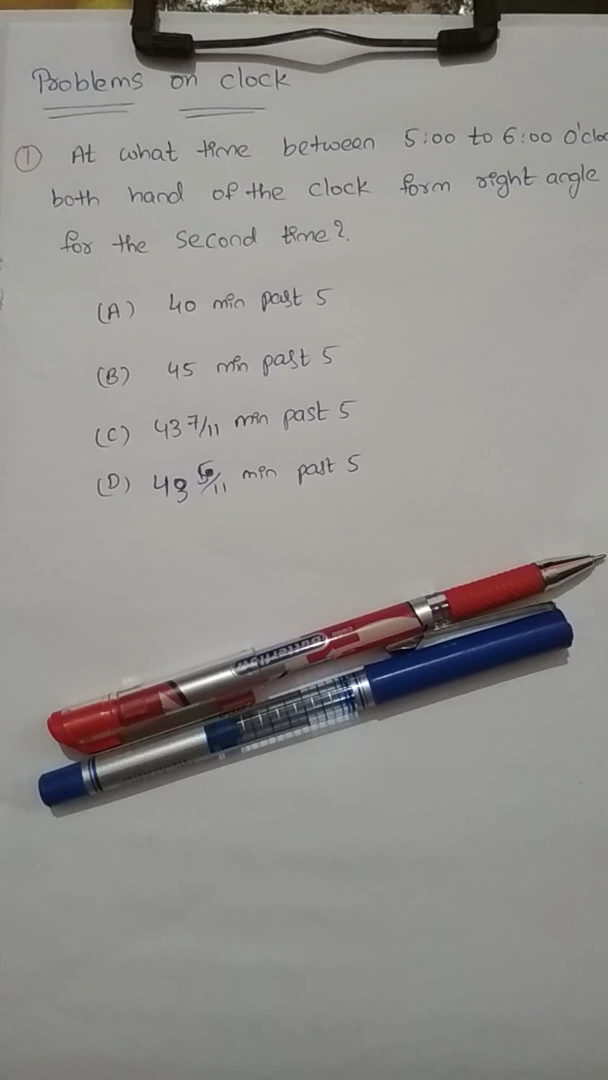 Problems on clock
① At what time between 5:00 to 6:00 O'cloc
both hand of the clock form right angle
for the second time?
(A) 40 min past 5
(B) 45 min past 5
(C) 43 7/11 min past 5
(D) 43 5/11 min past 5
Butterflow